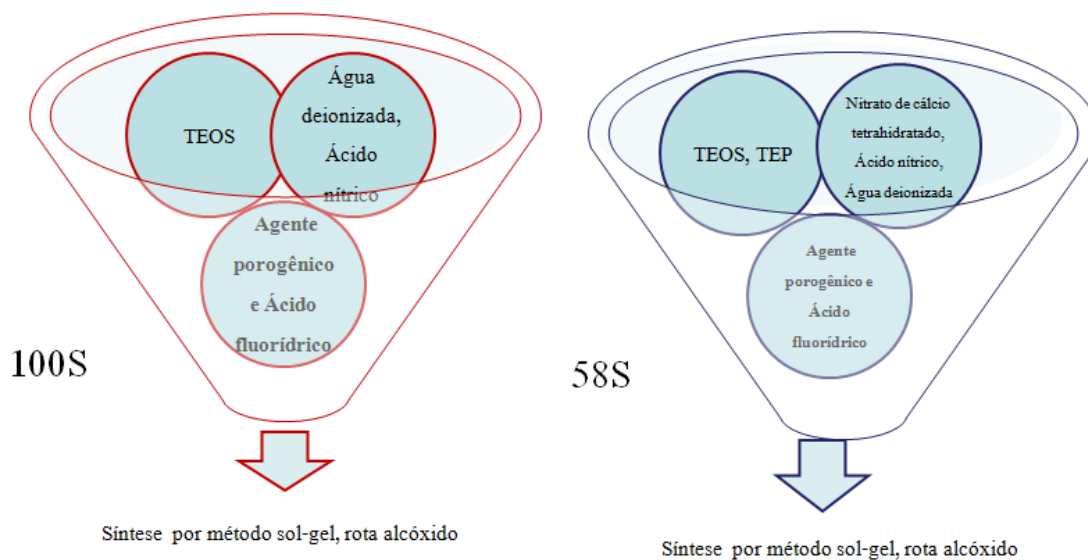 TEOS
Água
deionizada,
Ácido
nítrico
Agente
porogênico
e Ácido
fluorídrico
100S
Síntese por método sol-gel, rota alcóxido
TEOS, TEP
Nitrato de cálcio
tetrahidratado,
Ácido nítrico,
Água deionizada
Agente
porogênico e
Ácido
fluorídrico
58S
Síntese por método sol-gel, rota alcóxido